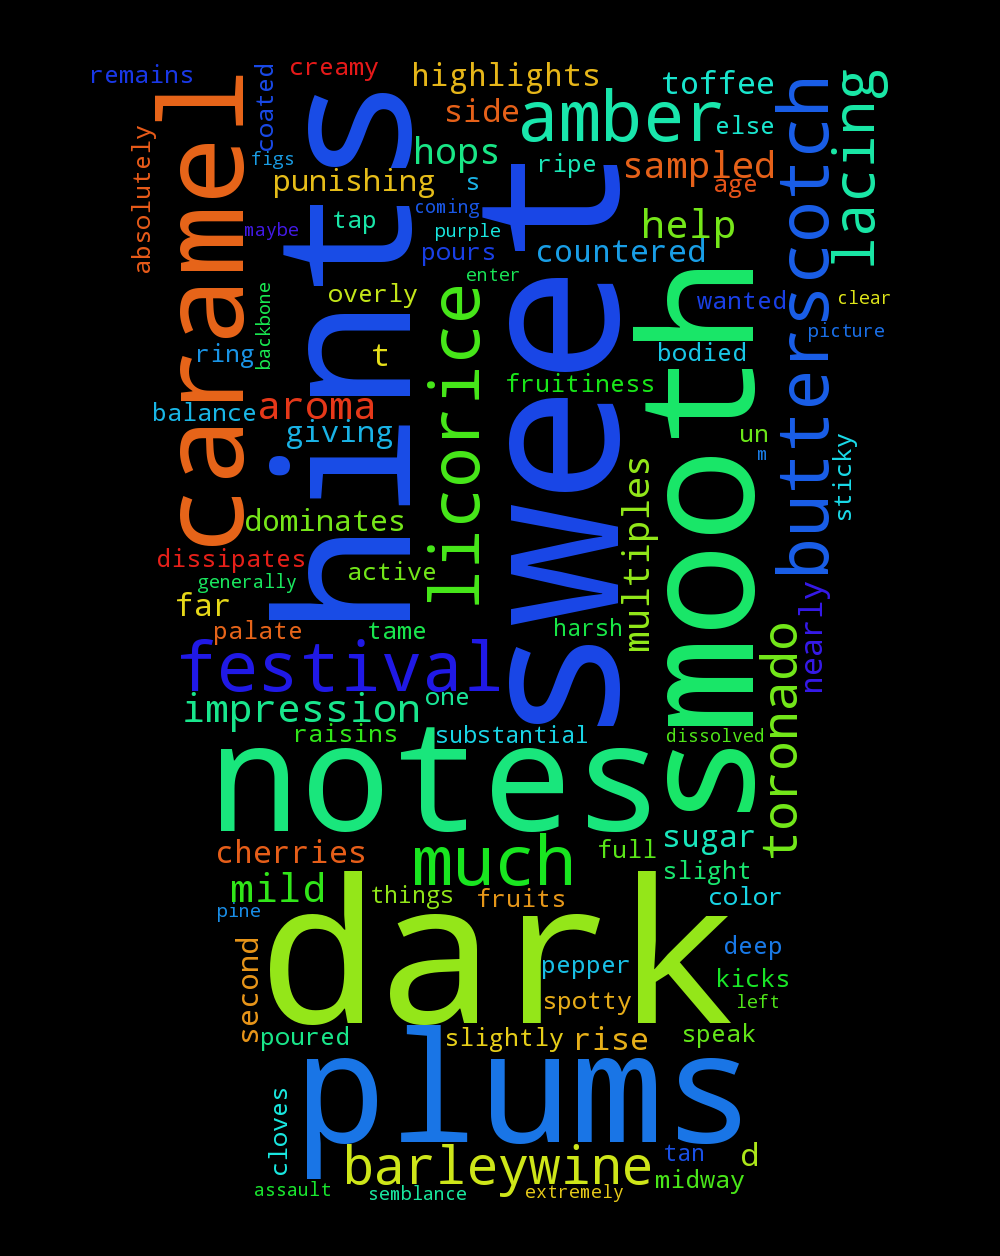 remains
coated
creamy
highlights
toffee
caramel
hints
side
amber
else
butterscotch
lacing
absolutely
figs
hops
ripe
sampled
age
punishing
s
sweet
maybe
tap
coming
purple
help
pours
countered
enter
smooth
backbone
overly
licorice
wanted
clear
picture
ring
t
bodied
balance
aroma
fruitiness
giving
un
m
sticky
multiples
dominates
dissipates
generally
active
far
nearly
palate
tame
harsh
toronado
festival
impression
one
raisins
substantial
dissolved
notes
cherries
much
full
sugar
slight
mild
things
fruits
color
pine
dark
second
pepper
deep
spotty
kicks
left
poured
slightly
rise
speak
plums
cloves
barleywine
tan
d
assault
semblance
extremely
midway